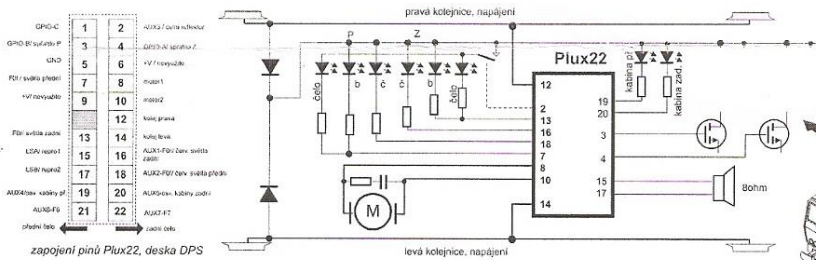 GPIO-C 1 2 AUX3 / čelo reflektor
GPIO-B/ spřáhlo P 3 4 GPIO-A/ spřáhlo Z
GND 5 6 +V / nevyužito
F0f/ světla přední 7 8 motor1
+V/ nevyužito 9 10 motor2
12 kolej pravá
F0r/ světla zadní 13 14 kolej levá
LSA/ repro1 15 16 AUX1-F0f/ červ. světla zadní
LSB/ repro2 17 18 AUX2-F0r/ červ. světla přední
AUX4/osv. kabiny př. 19 20 AUX5/osv. kabiny zadní
AUX6-F6 21 22 AUX7-F7
přední čelo zadní čelo
zapojení pinů Plux22, deska DPS
pravá kolejnice, napájení
P Z
čelo b č č b čelo
Plux22
12
2
13
16
18
7
8
10
14
19
20
3
4
15
17
kabina př.
kabina zad.
M
8ohm
levá kolejnice, napájení